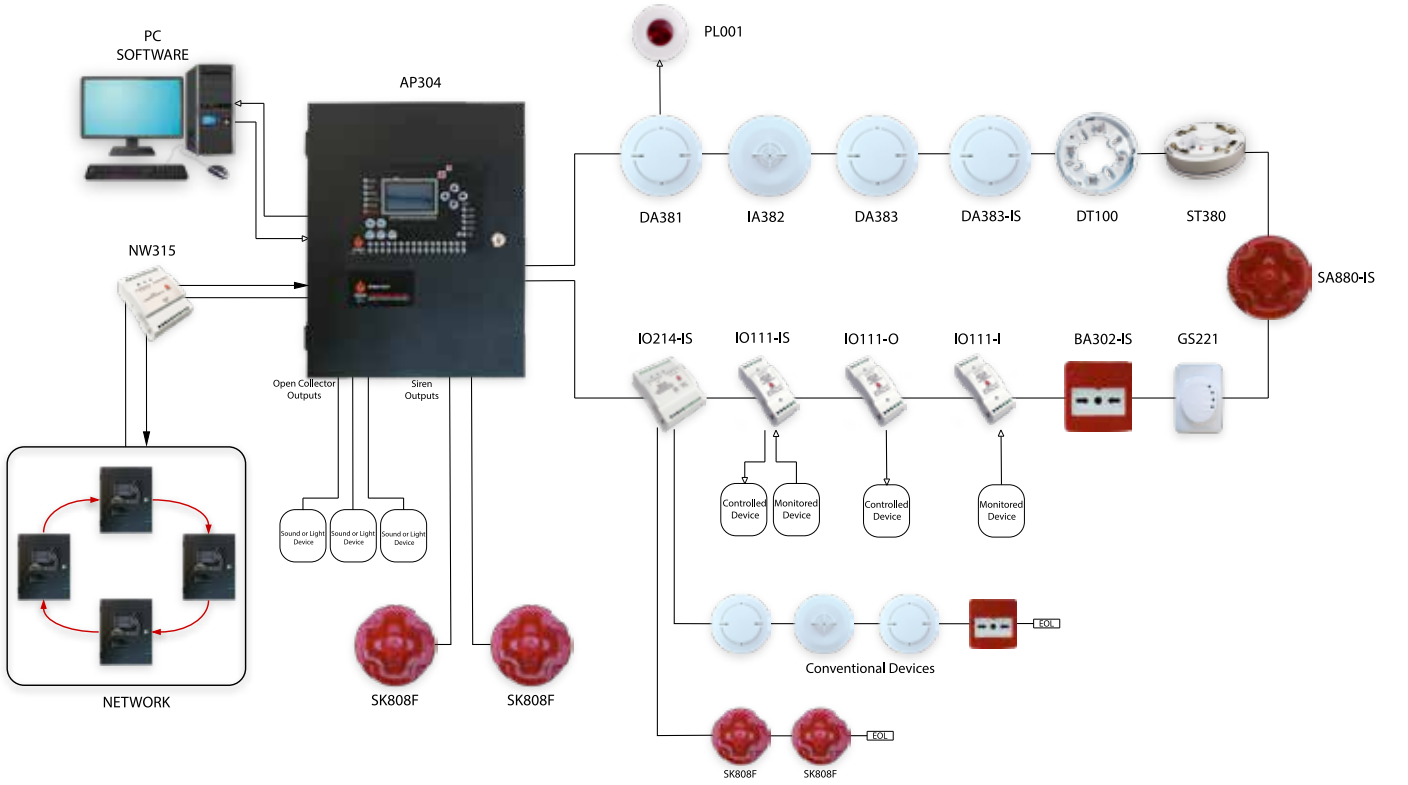 PC
SOFTWARE
AP304
PL001
DA381
IA382
DA383
DA383-IS
DT100
ST380
SA880-IS
NW315
IO214-IS
IO111-IS
IO111-O
IO111-I
BA302-IS
GS221
Open Collector
Outputs
Siren
Outputs
Controlled
Device
Monitored
Device
Controlled
Device
Monitored
Device
Sound or Light
Device
Sound or Light
Device
Sound or Light
Device
EOL
Conventional Devices
SK808F
SK808F
NETWORK
EOL
SK808F
SK808F